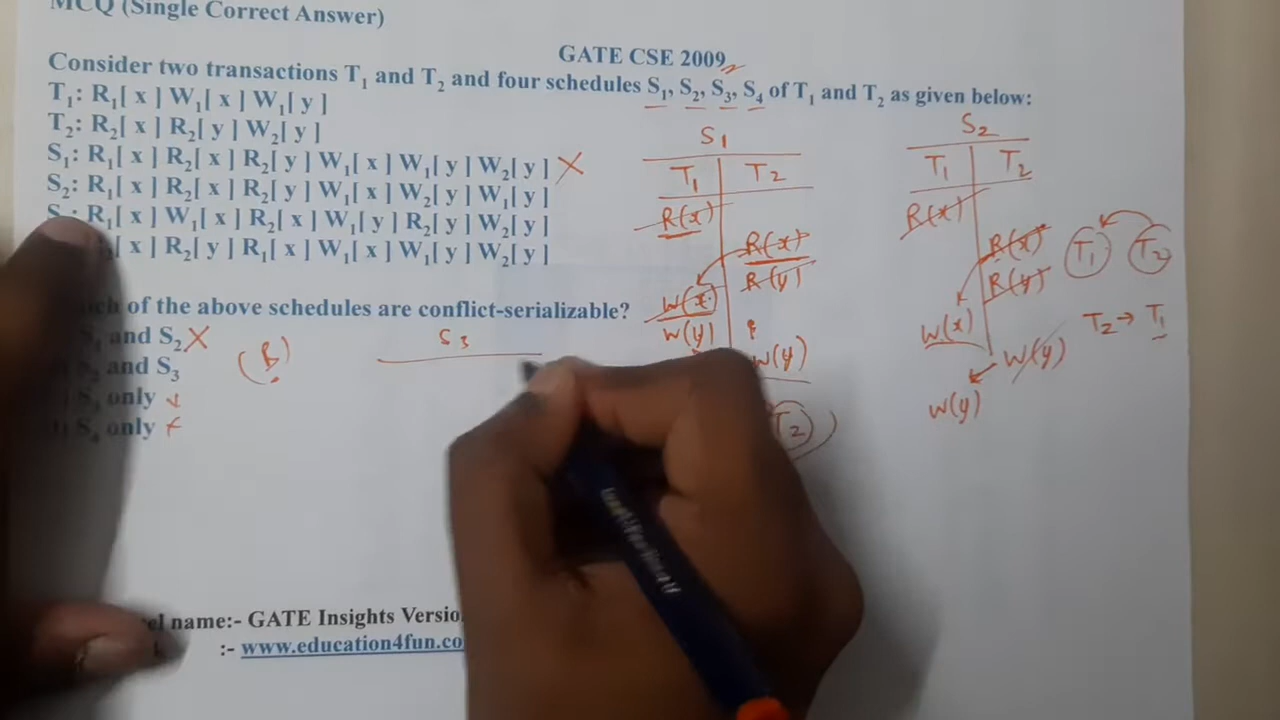 MCQ (Single Correct Answer)
GATE CSE 2009
Consider two transactions T₁ and T₂ and four schedules S₁, S₂, S₃, S₄ of T₁ and T₂ as given below:
T₁: R₁[ x ] W₁[ x ] W₁[ y ]
T₂: R₂[ x ] R₂[ y ] W₂[ y ]
S₁: R₁[ x ] R₂[ x ] R₂[ y ] W₁[ x ] W₁[ y ] W₂[ y ] X
S₂: R₁[ x ] R₂[ x ] R₂[ y ] W₁[ x ] W₂[ y ] W₁[ y ]
R₁[ x ] W₁[ x ] R₂[ x ] W₁[ y ] R₂[ y ] W₂[ y ]
[ x ] R₂[ y ] R₁[ x ] W₁[ x ] W₁[ y ] W₂[ y ]
of the above schedules are conflict-serializable?
and S₂ X
and S₃
only
only
(B)
S₃
S₁
T₁ T₂
R(x)
R(x)
R(y)
W(x)
W(y)
W(y)
T₂
S₂
T₁ T₂
R(x)
R(x)
R(y)
W(x)
W(y)
W(y)
T₁ T₂
T₂ → T₁
name:- GATE Insights
:- www.education4fun.co